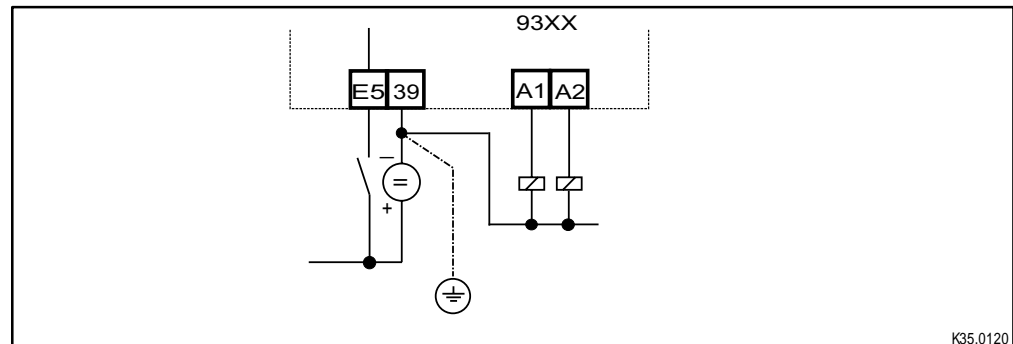 93XX
E5 39 A1 A2
–
=
+
K35.0120